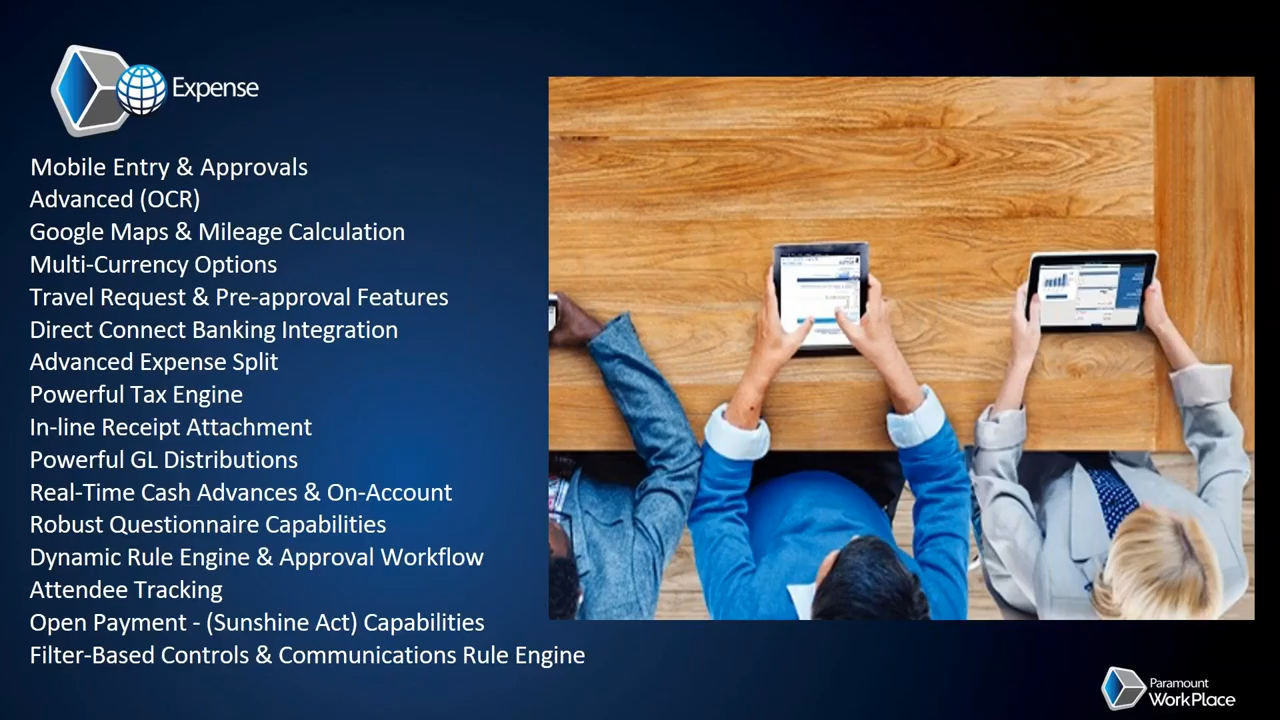 Expense
Mobile Entry & Approvals
Advanced (OCR)
Google Maps & Mileage Calculation
Multi-Currency Options
Travel Request & Pre-approval Features
Direct Connect Banking Integration
Advanced Expense Split
Powerful Tax Engine
In-line Receipt Attachment
Powerful GL Distributions
Real-Time Cash Advances & On-Account
Robust Questionnaire Capabilities
Dynamic Rule Engine & Approval Workflow
Attendee Tracking
Open Payment - (Sunshine Act) Capabilities
Filter-Based Controls & Communications Rule Engine
Paramount
WorkPlace